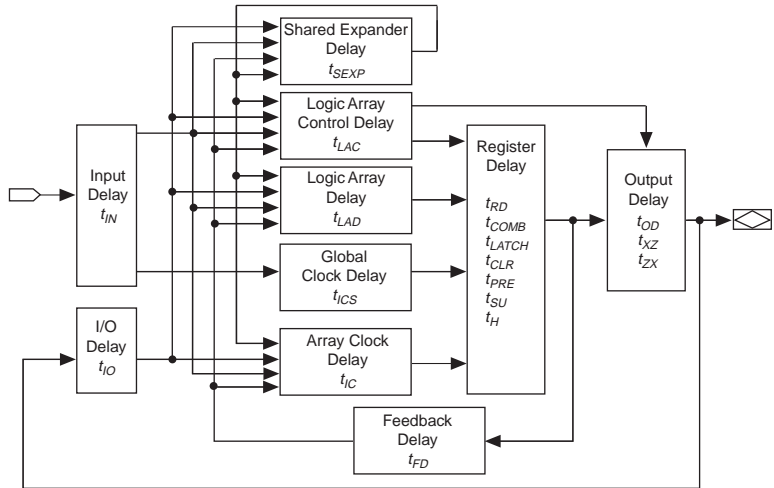 Shared Expander
Delay
tSEXP
Logic Array
Control Delay
tLAC
Register
Delay
tRD
tCOMB
tLATCH
tCLR
tPRE
tSU
tH
Input
Delay
tIN
Output
Delay
tOD
tXZ
tZX
Logic Array
Delay
tLAD
Global
Clock Delay
tICS
I/O
Delay
tIO
Array Clock
Delay
tIC
Feedback
Delay
tFD